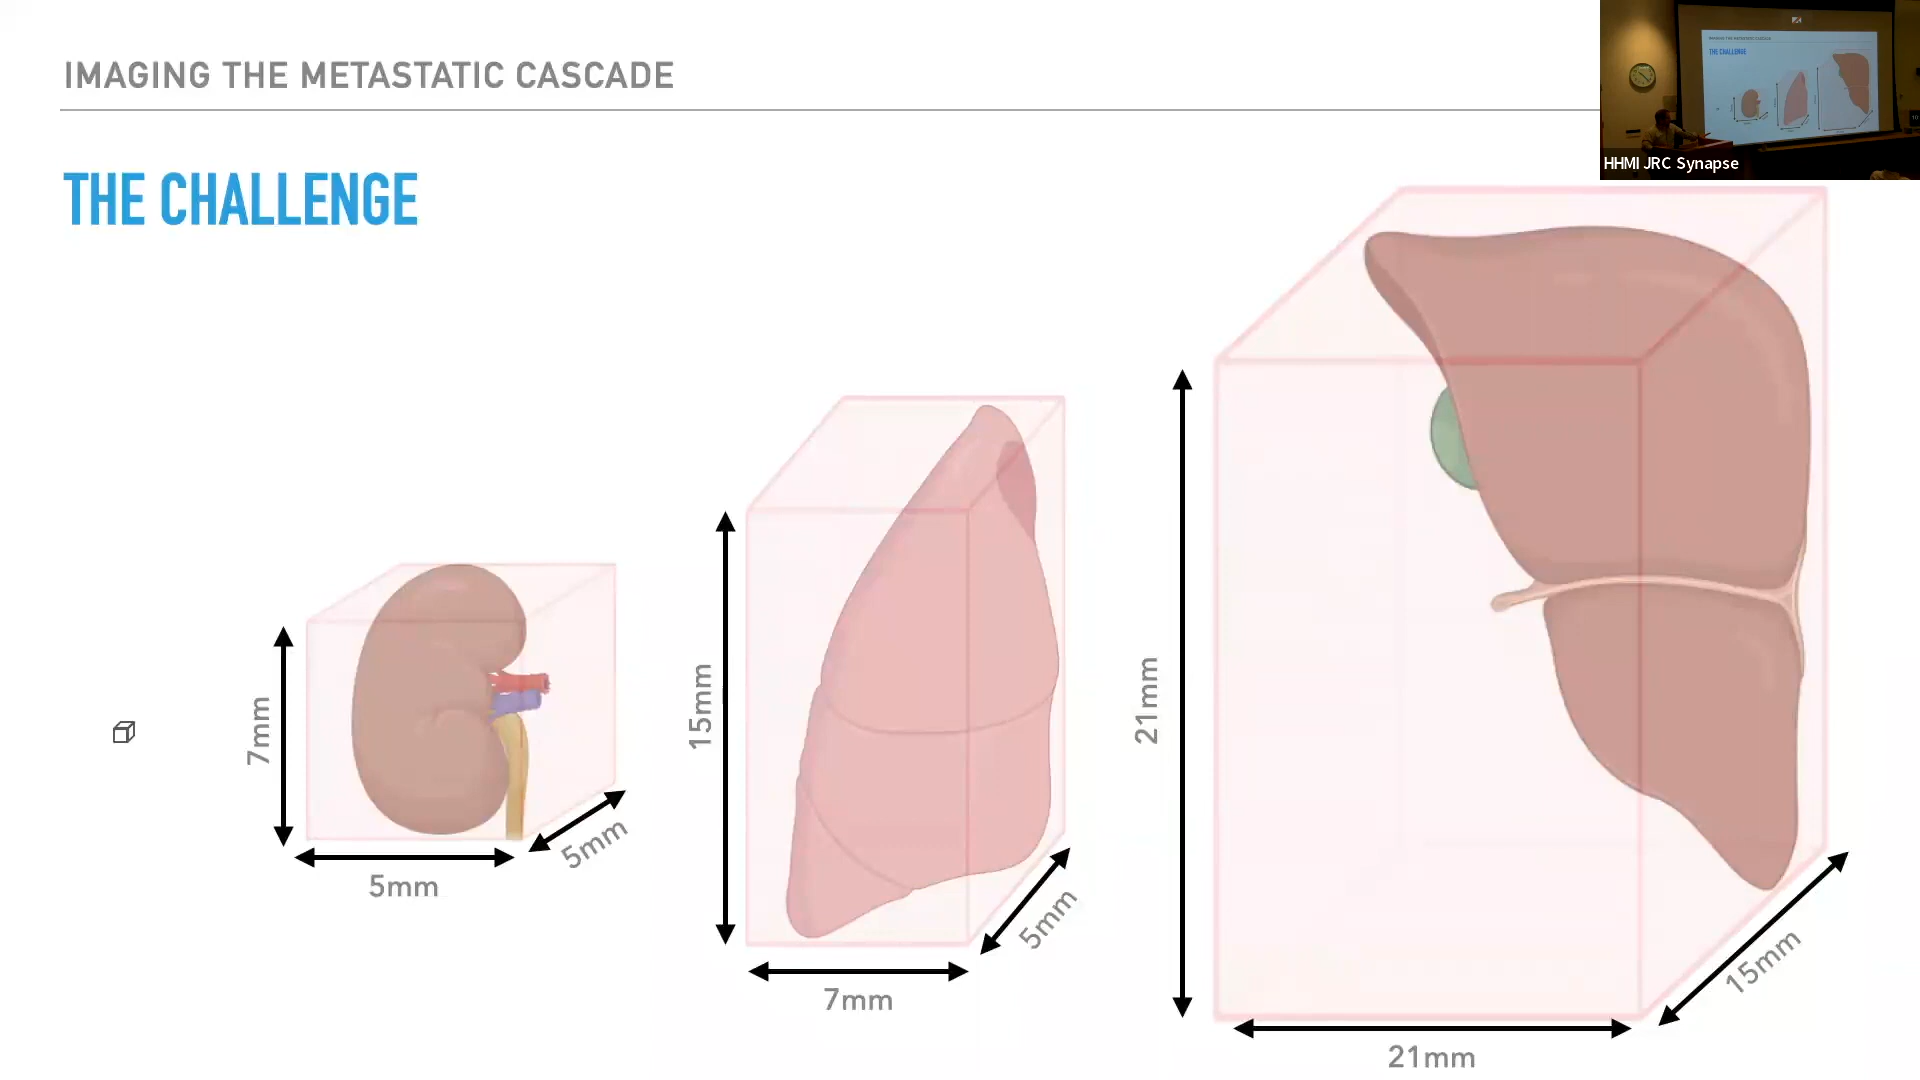 IMAGING THE METASTATIC CASCADE
THE CHALLENGE
HHMI JRC Synapse
7mm
5mm
5mm
15mm
7mm
5mm
21mm
21mm
15mm